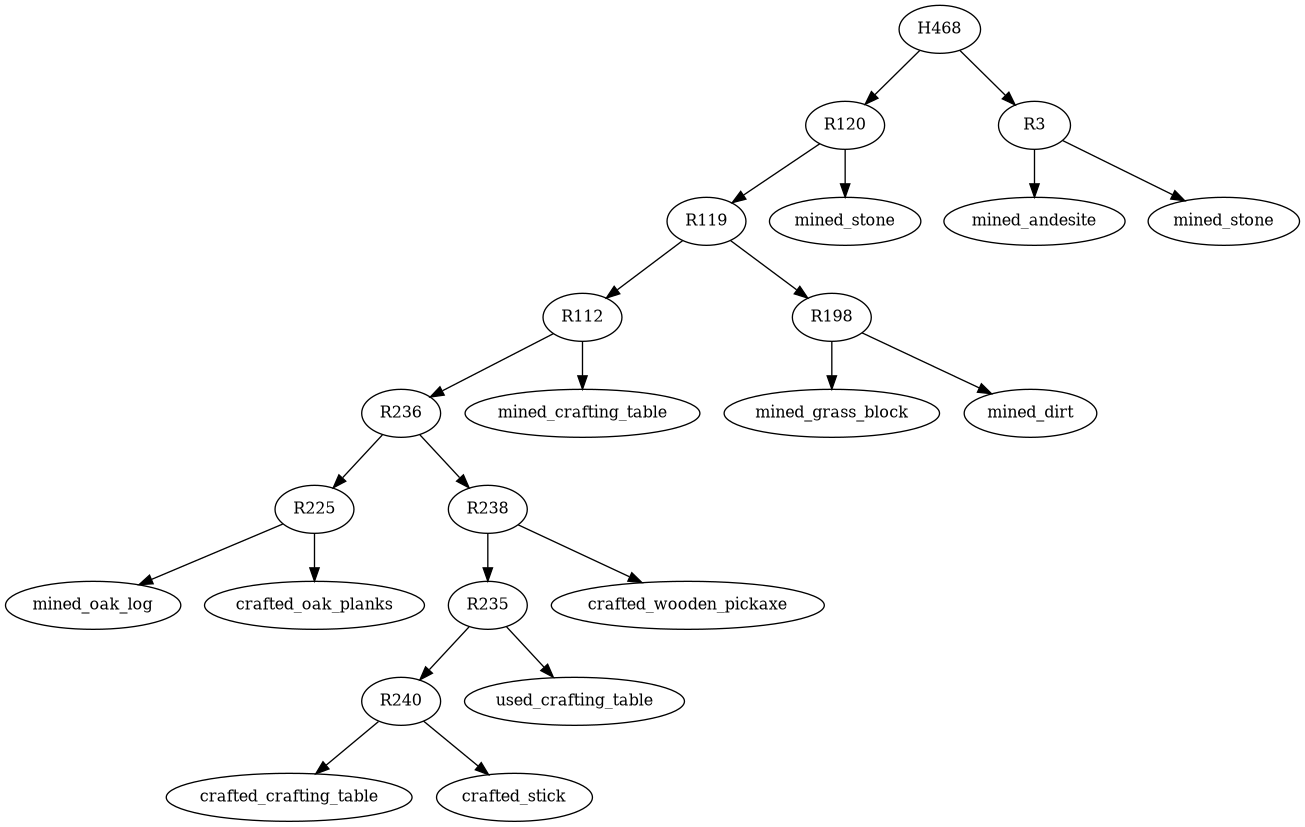 H468
R120
R3
R119
mined_stone
mined_andesite
mined_stone
R112
R198
R236
mined_crafting_table
mined_grass_block
mined_dirt
R225
R238
mined_oak_log
crafted_oak_planks
R235
crafted_wooden_pickaxe
R240
used_crafting_table
crafted_crafting_table
crafted_stick